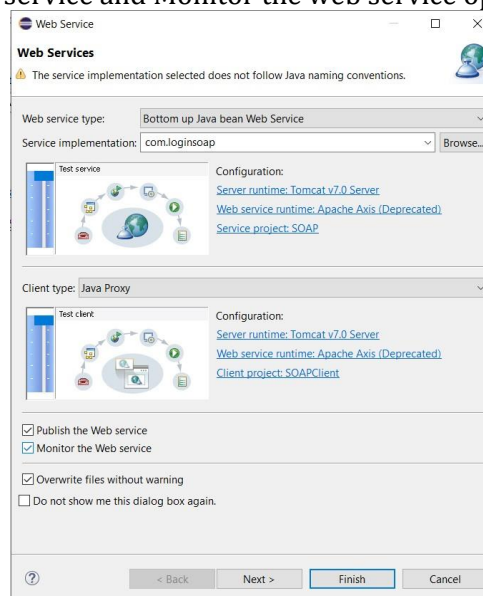 service and Monitor the web service op
Web Service
Web Services
The service implementation selected does not follow Java naming conventions.
Web service type: Bottom up Java bean Web Service
Service implementation: com.loginsoap Browse...
Test service
Configuration:
Server runtime: Tomcat v7.0 Server
Web service runtime: Apache Axis (Deprecated)
Service project: SOAP
Client type: Java Proxy
Test client
Configuration:
Server runtime: Tomcat v7.0 Server
Web service runtime: Apache Axis (Deprecated)
Client project: SOAPClient
Publish the Web service
Monitor the Web service
Overwrite files without warning
Do not show me this dialog box again.
< Back Next > Finish Cancel